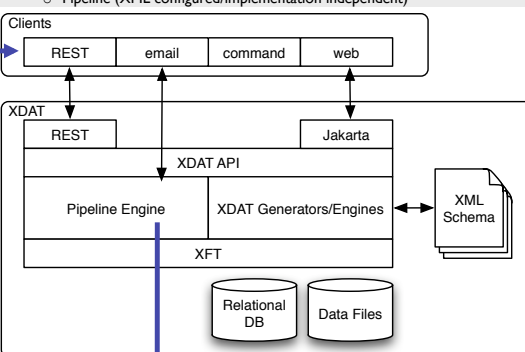 ○ Pipeline (XML configured/implementation independent)
Clients
REST email command web
XDAT
REST Jakarta
XDAT API
Pipeline Engine XDAT Generators/Engines XML
Schema
XFT
Relational
DB
Data Files